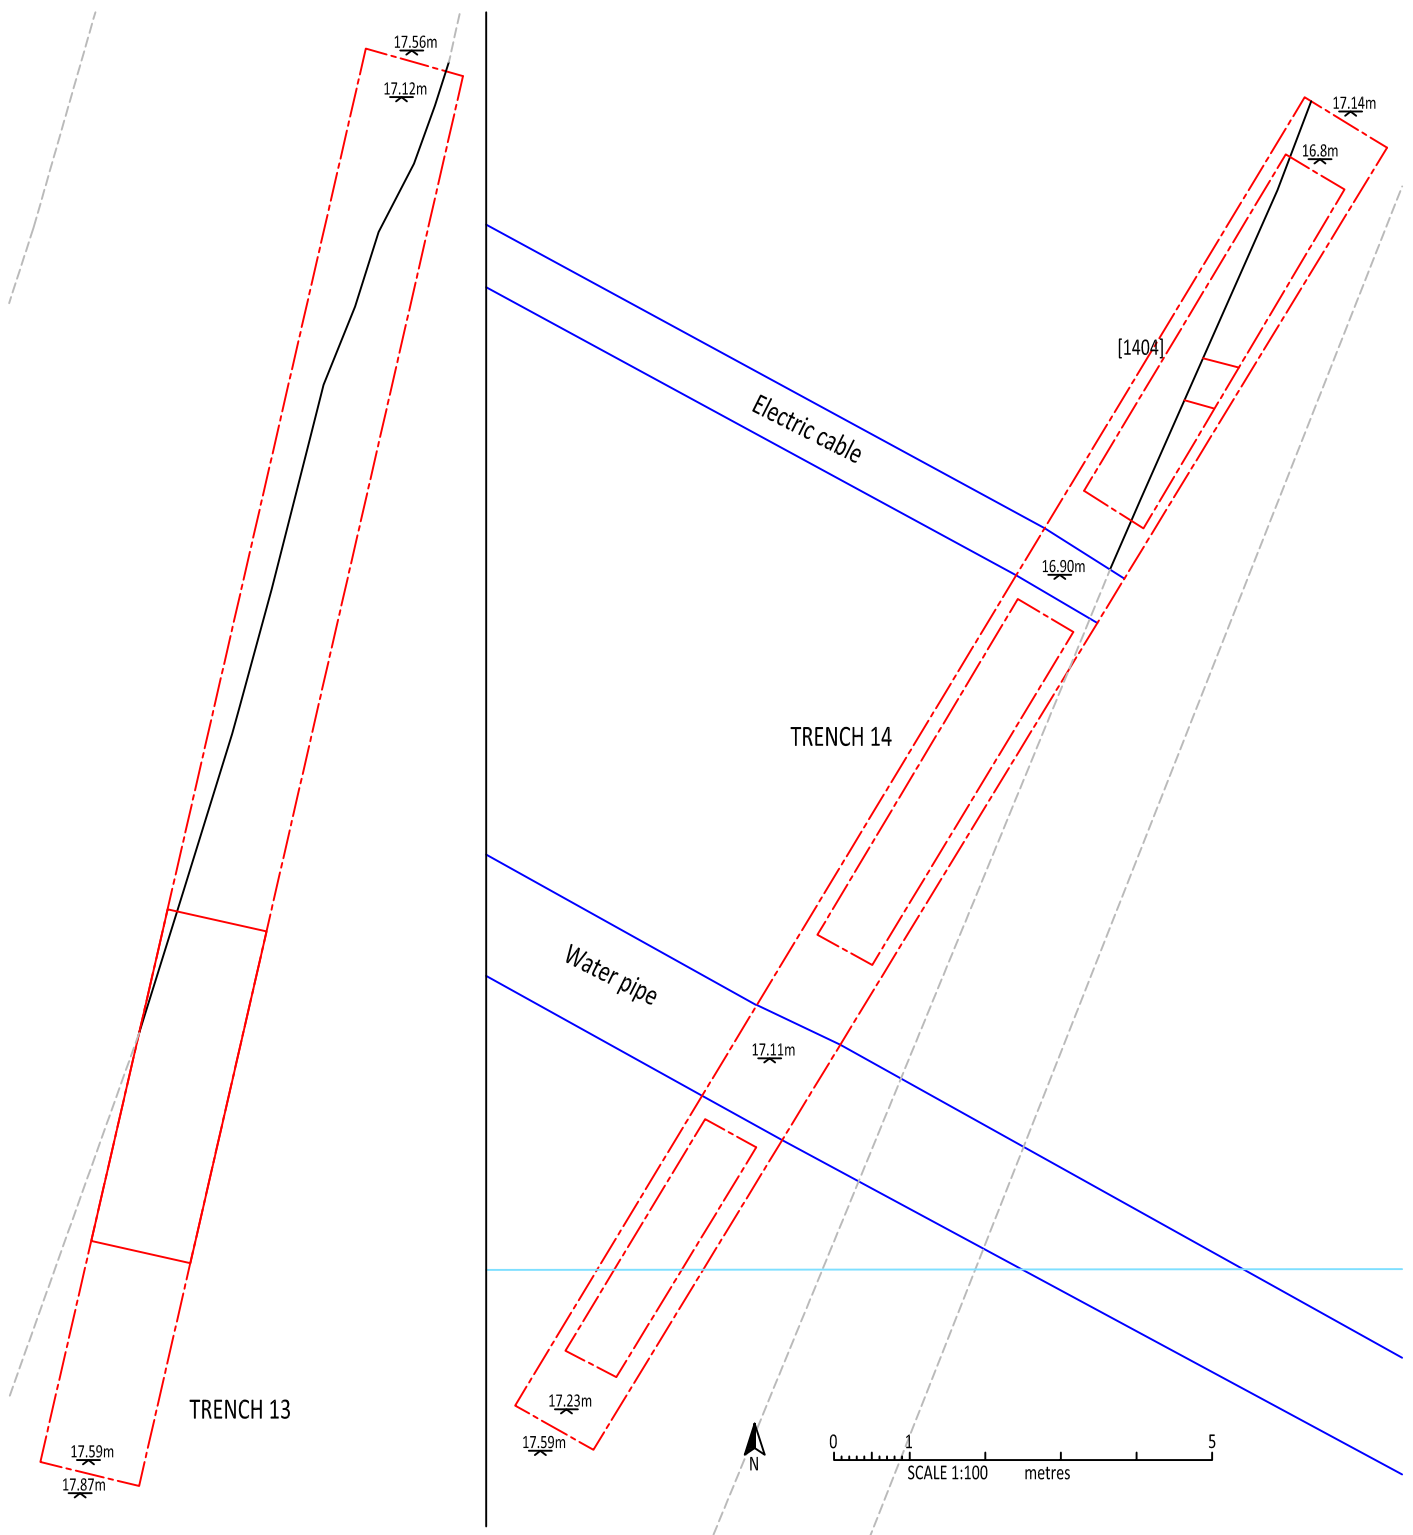 17.56m
17.12m
17.14m
16.8m
[1404]
Electric cable
16.90m
TRENCH 14
Water pipe
17.11m
TRENCH 13
17.23m
17.59m
17.59m
17.87m
N
0 1 5
SCALE 1:100 metres